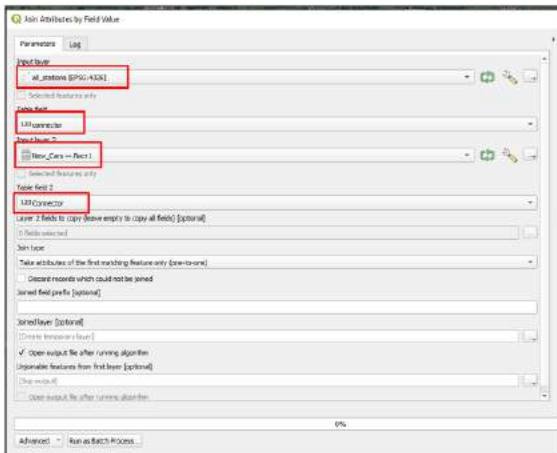 Join Attributes by Field Value
Parameters Log
Input layer
all_stations [EPSG:4326]
Selected features only
Table field
123 connector
Input layer 2
New_Cars — Rect1
Selected features only
Table field 2
123 Connector
Layer 2 fields to copy (leave empty to copy all fields) [optional]
0 fields selected
Join type
Take attributes of the first matching feature only (one-to-one)
Discard records which could not be joined
Joined field prefix [optional]
Joined layer [optional]
[Create temporary layer]
Open output file after running algorithm
Unjoinable features from first layer [optional]
[Skip output]
Open output file after running algorithm
0%
Advanced Run as Batch Process...